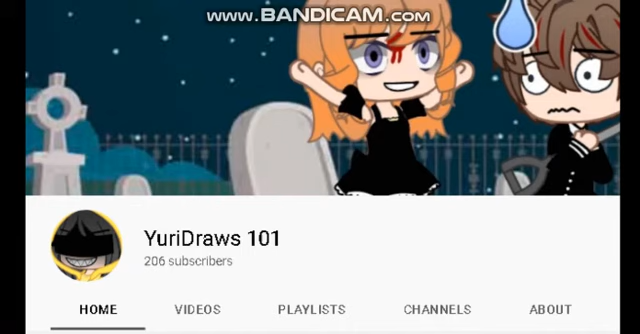 www.BANDICAM.com
YuriDraws 101
206 subscribers
HOME VIDEOS PLAYLISTS CHANNELS ABOUT